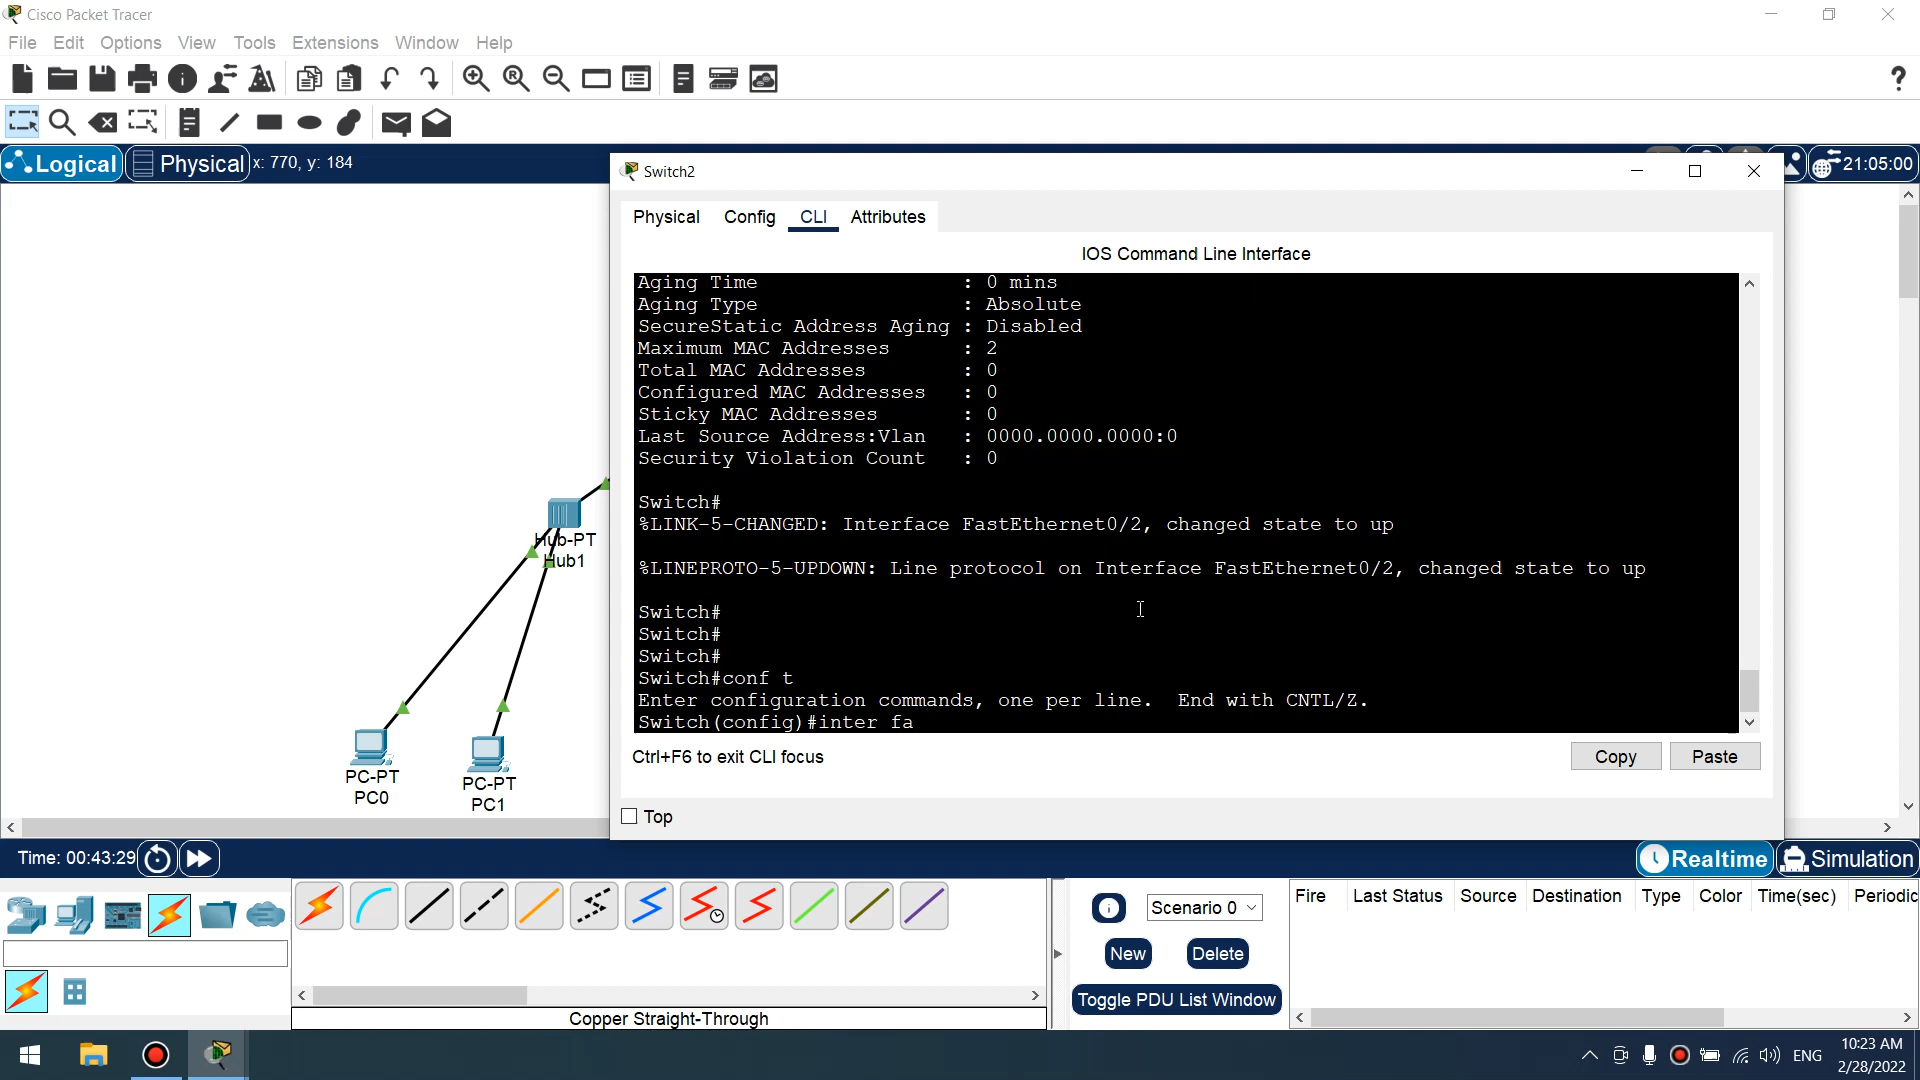 Cisco Packet Tracer
File Edit Options View Tools Extensions Window Help
Logical Physical x: 770, y: 184
21:05:00
Switch2
Physical Config CLI Attributes
IOS Command Line Interface
Aging Time : 0 mins
Aging Type : Absolute
SecureStatic Address Aging : Disabled
Maximum MAC Addresses : 2
Total MAC Addresses : 0
Configured MAC Addresses : 0
Sticky MAC Addresses : 0
Last Source Address:Vlan : 0000.0000.0000:0
Security Violation Count : 0
Switch#
%LINK-5-CHANGED: Interface FastEthernet0/2, changed state to up
%LINEPROTO-5-UPDOWN: Line protocol on Interface FastEthernet0/2, changed state to up
Switch#
Switch#
Switch#
Switch#conf t
Enter configuration commands, one per line. End with CNTL/Z.
Switch(config)#inter fa
Ctrl+F6 to exit CLI focus
Copy Paste
Top
Hub-PT
Hub1
PC-PT
PC0
PC-PT
PC1
Time: 00:43:29
Realtime Simulation
Scenario 0
New Delete
Toggle PDU List Window
Fire Last Status Source Destination Type Color Time(sec) Periodic
Copper Straight-Through
ENG
10:23 AM
2/28/2022